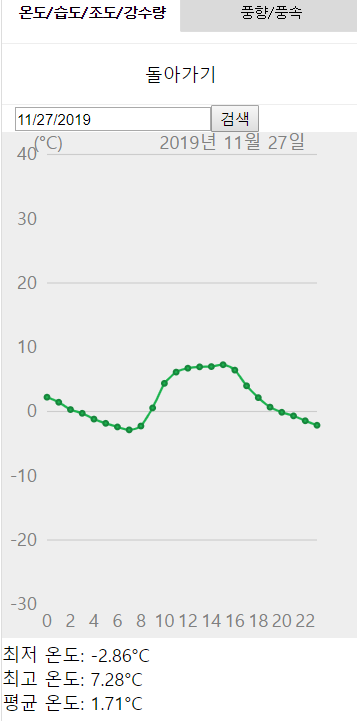 온도/습도/조도/강수량 풍향/풍속
돌아가기
11/27/2019 검색
(°C) 2019년 11월 27일
40
30
20
10
0
-10
-20
-30
0 2 4 6 8 10 12 14 16 18 20 22
최저 온도: -2.86°C
최고 온도: 7.28°C
평균 온도: 1.71°C